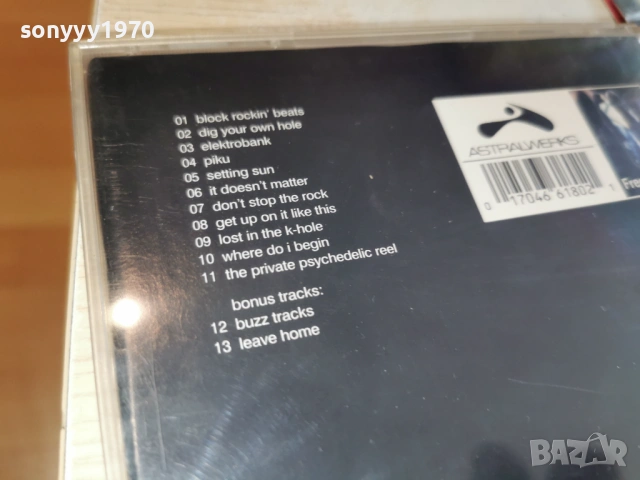 sonyyy1970
01 block rockin' beats
02 dig your own hole
03 elektrobank
04 piku
05 setting sun
06 it doesn't matter
07 don't stop the rock
08 get up on it like this
09 lost in the k-hole
10 where do i begin
11 the private psychedelic reel
bonus tracks:
12 buzz tracks
13 leave home
ASTRALWERKS
0 17046 61802 1
Free
BAZAR